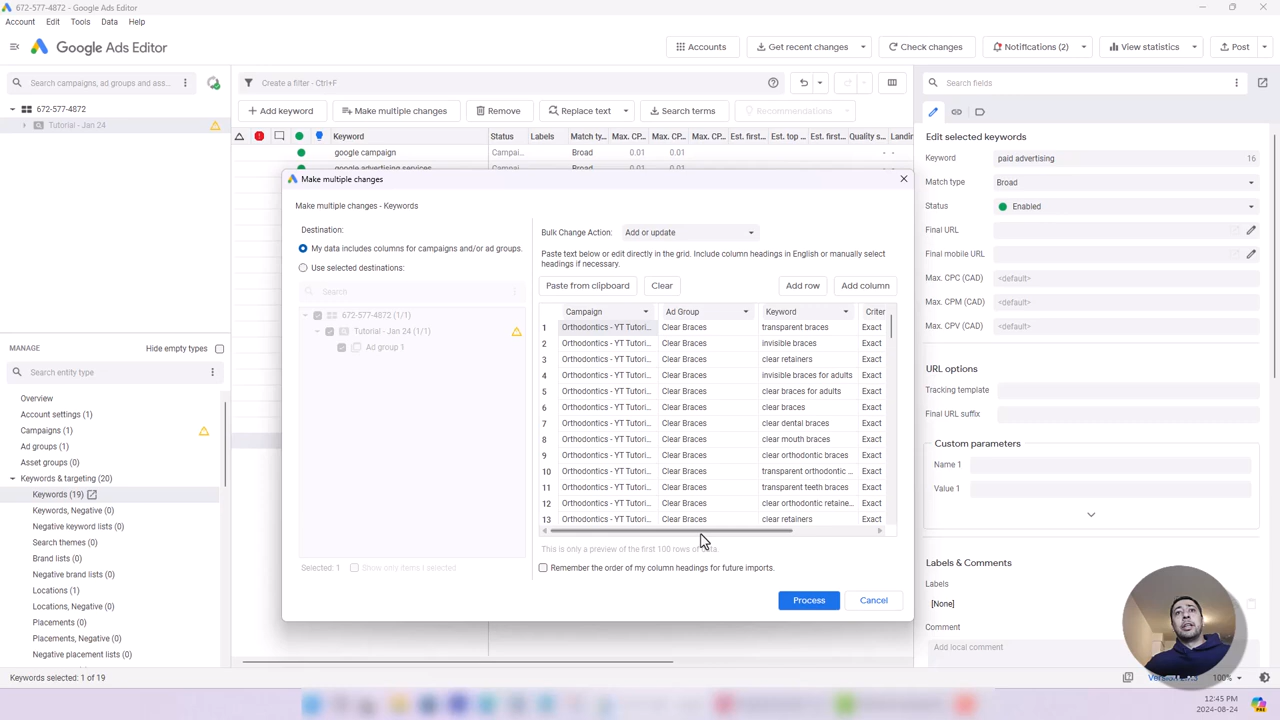 672-577-4872 - Google Ads Editor
Account Edit Tools Data Help
Google Ads Editor
Accounts
Get recent changes
Check changes
Notifications (2)
View statistics
Post
Search campaigns, ad groups and ass...
672-577-4872
Tutorial - Jan 24
Create a filter - Ctrl+F
Add keyword
Make multiple changes
Remove
Replace text
Search terms
Recommendations
Keyword Status Labels Match ty... Max. CP... Max. CP... Max. CP... Est. first... Est. top ... Est. first... Quality s... Landin
google campaign Campai... Broad 0.01 0.01 - -
google advertising services
Make multiple changes
Make multiple changes - Keywords
Destination:
My data includes columns for campaigns and/or ad groups.
Use selected destinations:
Search
672-577-4872 (1/1)
Tutorial - Jan 24 (1/1)
Ad group 1
Selected: 1 Show only items I selected
Bulk Change Action: Add or update
Paste text below or edit directly in the grid. Include column headings in English or manually select
headings if necessary.
Paste from clipboard Clear Add row Add column
Campaign Ad Group Keyword Criter
1 Orthodontics - YT Tutori... Clear Braces transparent braces Exact
2 Orthodontics - YT Tutori... Clear Braces invisible braces Exact
3 Orthodontics - YT Tutori... Clear Braces clear retainers Exact
4 Orthodontics - YT Tutori... Clear Braces invisible braces for adults Exact
5 Orthodontics - YT Tutori... Clear Braces clear braces for adults Exact
6 Orthodontics - YT Tutori... Clear Braces clear braces Exact
7 Orthodontics - YT Tutori... Clear Braces clear dental braces Exact
8 Orthodontics - YT Tutori... Clear Braces clear mouth braces Exact
9 Orthodontics - YT Tutori... Clear Braces clear orthodontic braces Exact
10 Orthodontics - YT Tutori... Clear Braces transparent orthodontic ... Exact
11 Orthodontics - YT Tutori... Clear Braces transparent teeth braces Exact
12 Orthodontics - YT Tutori... Clear Braces clear orthodontic retaine... Exact
13 Orthodontics - YT Tutori... Clear Braces clear retainers Exact
This is only a preview of the first 100 rows of data.
Remember the order of my column headings for future imports.
Process Cancel
MANAGE Hide empty types
Search entity type
Overview
Account settings (1)
Campaigns (1)
Ad groups (1)
Asset groups (0)
Keywords & targeting (20)
Keywords (19)
Keywords, Negative (0)
Negative keyword lists (0)
Search themes (0)
Brand lists (0)
Negative brand lists (0)
Locations (1)
Locations, Negative (0)
Placements (0)
Placements, Negative (0)
Negative placement lists (0)
Search fields
Edit selected keywords
Keyword paid advertising 16
Match type Broad
Status Enabled
Final URL
Final mobile URL
Max. CPC (CAD) <default>
Max. CPM (CAD) <default>
Max. CPV (CAD) <default>
URL options
Tracking template
Final URL suffix
Custom parameters
Name 1
Value 1
Labels & Comments
Labels
[None]
Comment
Add local comment
Keywords selected: 1 of 19
100%
12:45 PM
2024-08-24